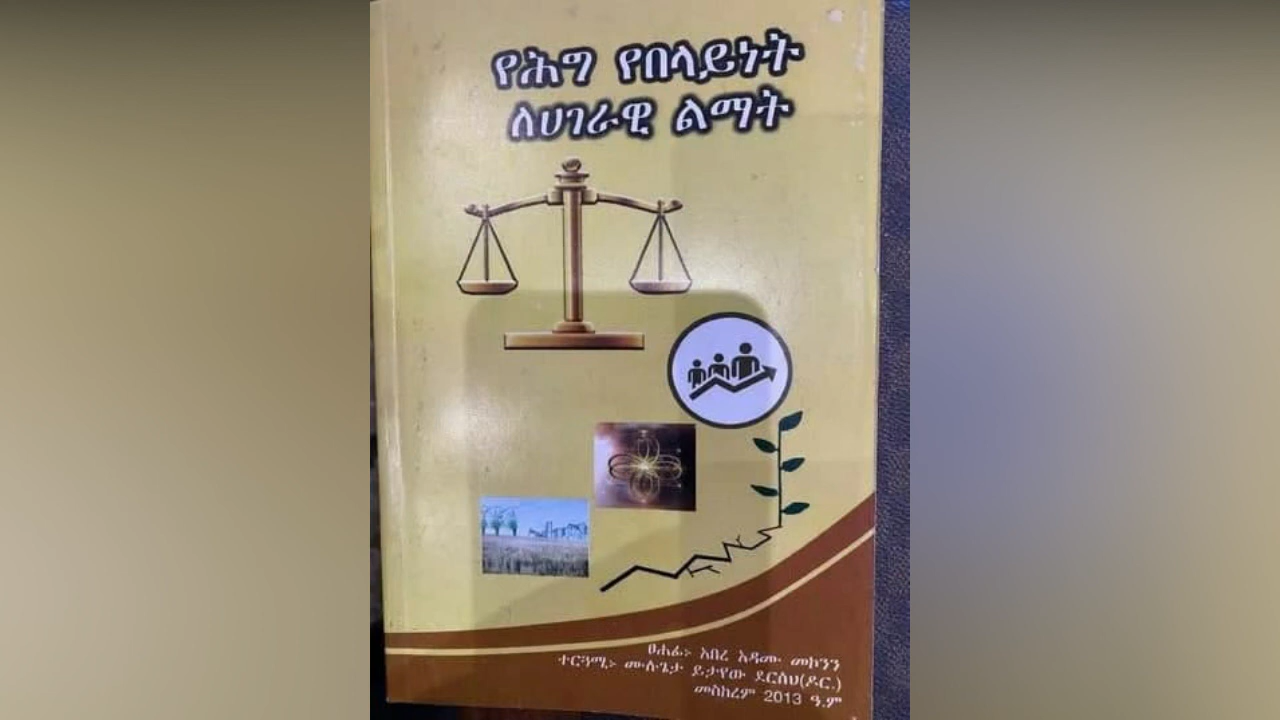 የሕግ የበላይነት
ለሀገራዊ ልማት
ፀሐፊ፦ አበረ አዳሙ መኮንን
ተርጓሚ፦ ሙሉጌታ ይታየው ደርሰህ(ዶር.)
መስከረም 2013 ዓ.ም